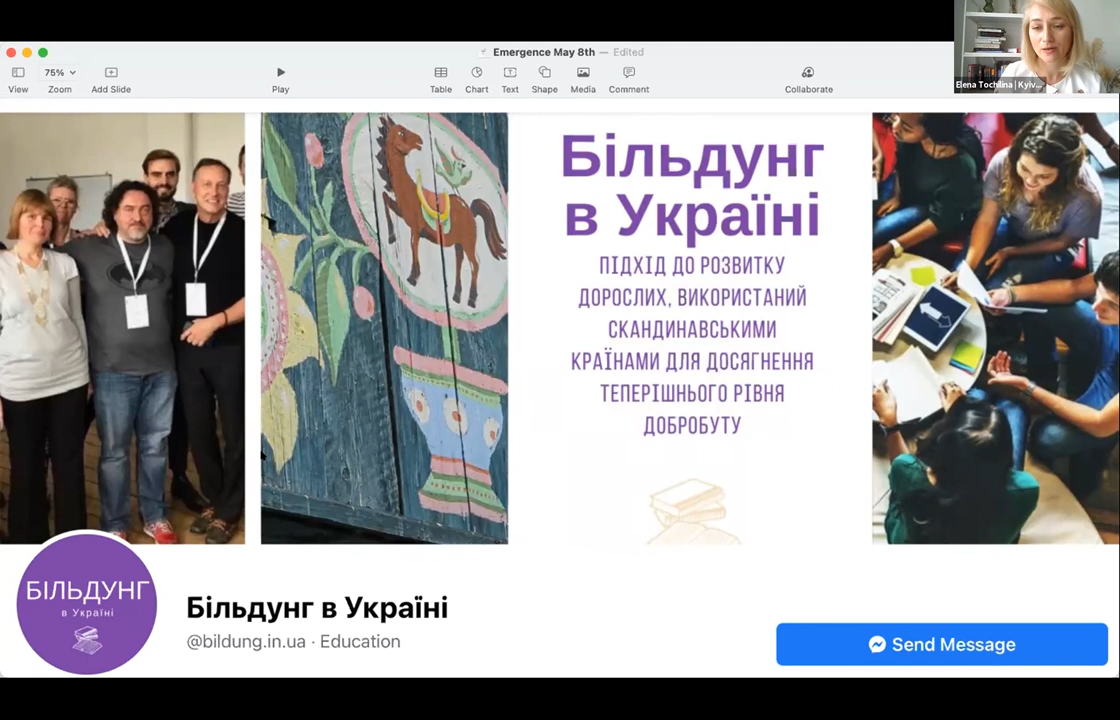 Emergence May 8th — Edited
75%
View
Zoom
Add Slide
Play
Table
Chart
Text
Shape
Media
Comment
Collaborate
Elena Tochilina | Kyiv...
Більдунг
в Україні
ПІДХІД ДО РОЗВИТКУ
ДОРОСЛИХ, ВИКОРИСТАНИЙ
СКАНДИНАВСЬКИМИ
КРАЇНАМИ ДЛЯ ДОСЯГНЕННЯ
ТЕПЕРІШНЬОГО РІВНЯ
ДОБРОБУТУ
БІЛЬДУНГ
в Україні
Більдунг в Україні
@bildung.in.ua · Education
Send Message